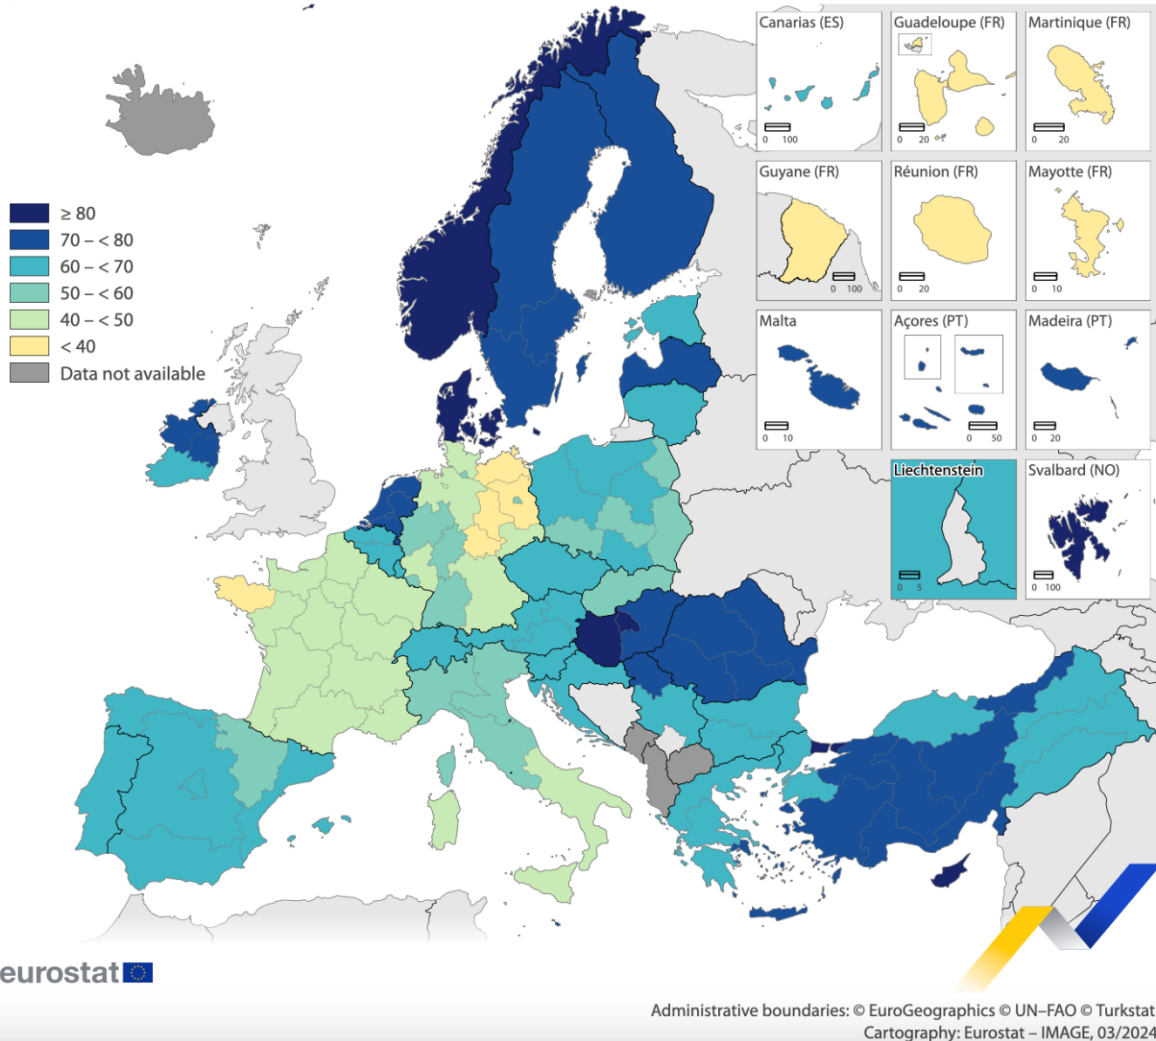 Canarias (ES)
0 100
Guadeloupe (FR)
0 20
Martinique (FR)
0 20
Guyane (FR)
0 100
Réunion (FR)
0 20
Mayotte (FR)
0 10
≥ 80
70 – < 80
60 – < 70
50 – < 60
40 – < 50
< 40
Data not available
Malta
0 10
Açores (PT)
0 50
Madeira (PT)
0 20
Liechtenstein
0 5
Svalbard (NO)
0 100
eurostat
Administrative boundaries: © EuroGeographics © UN–FAO © Turkstat
Cartography: Eurostat – IMAGE, 03/2024